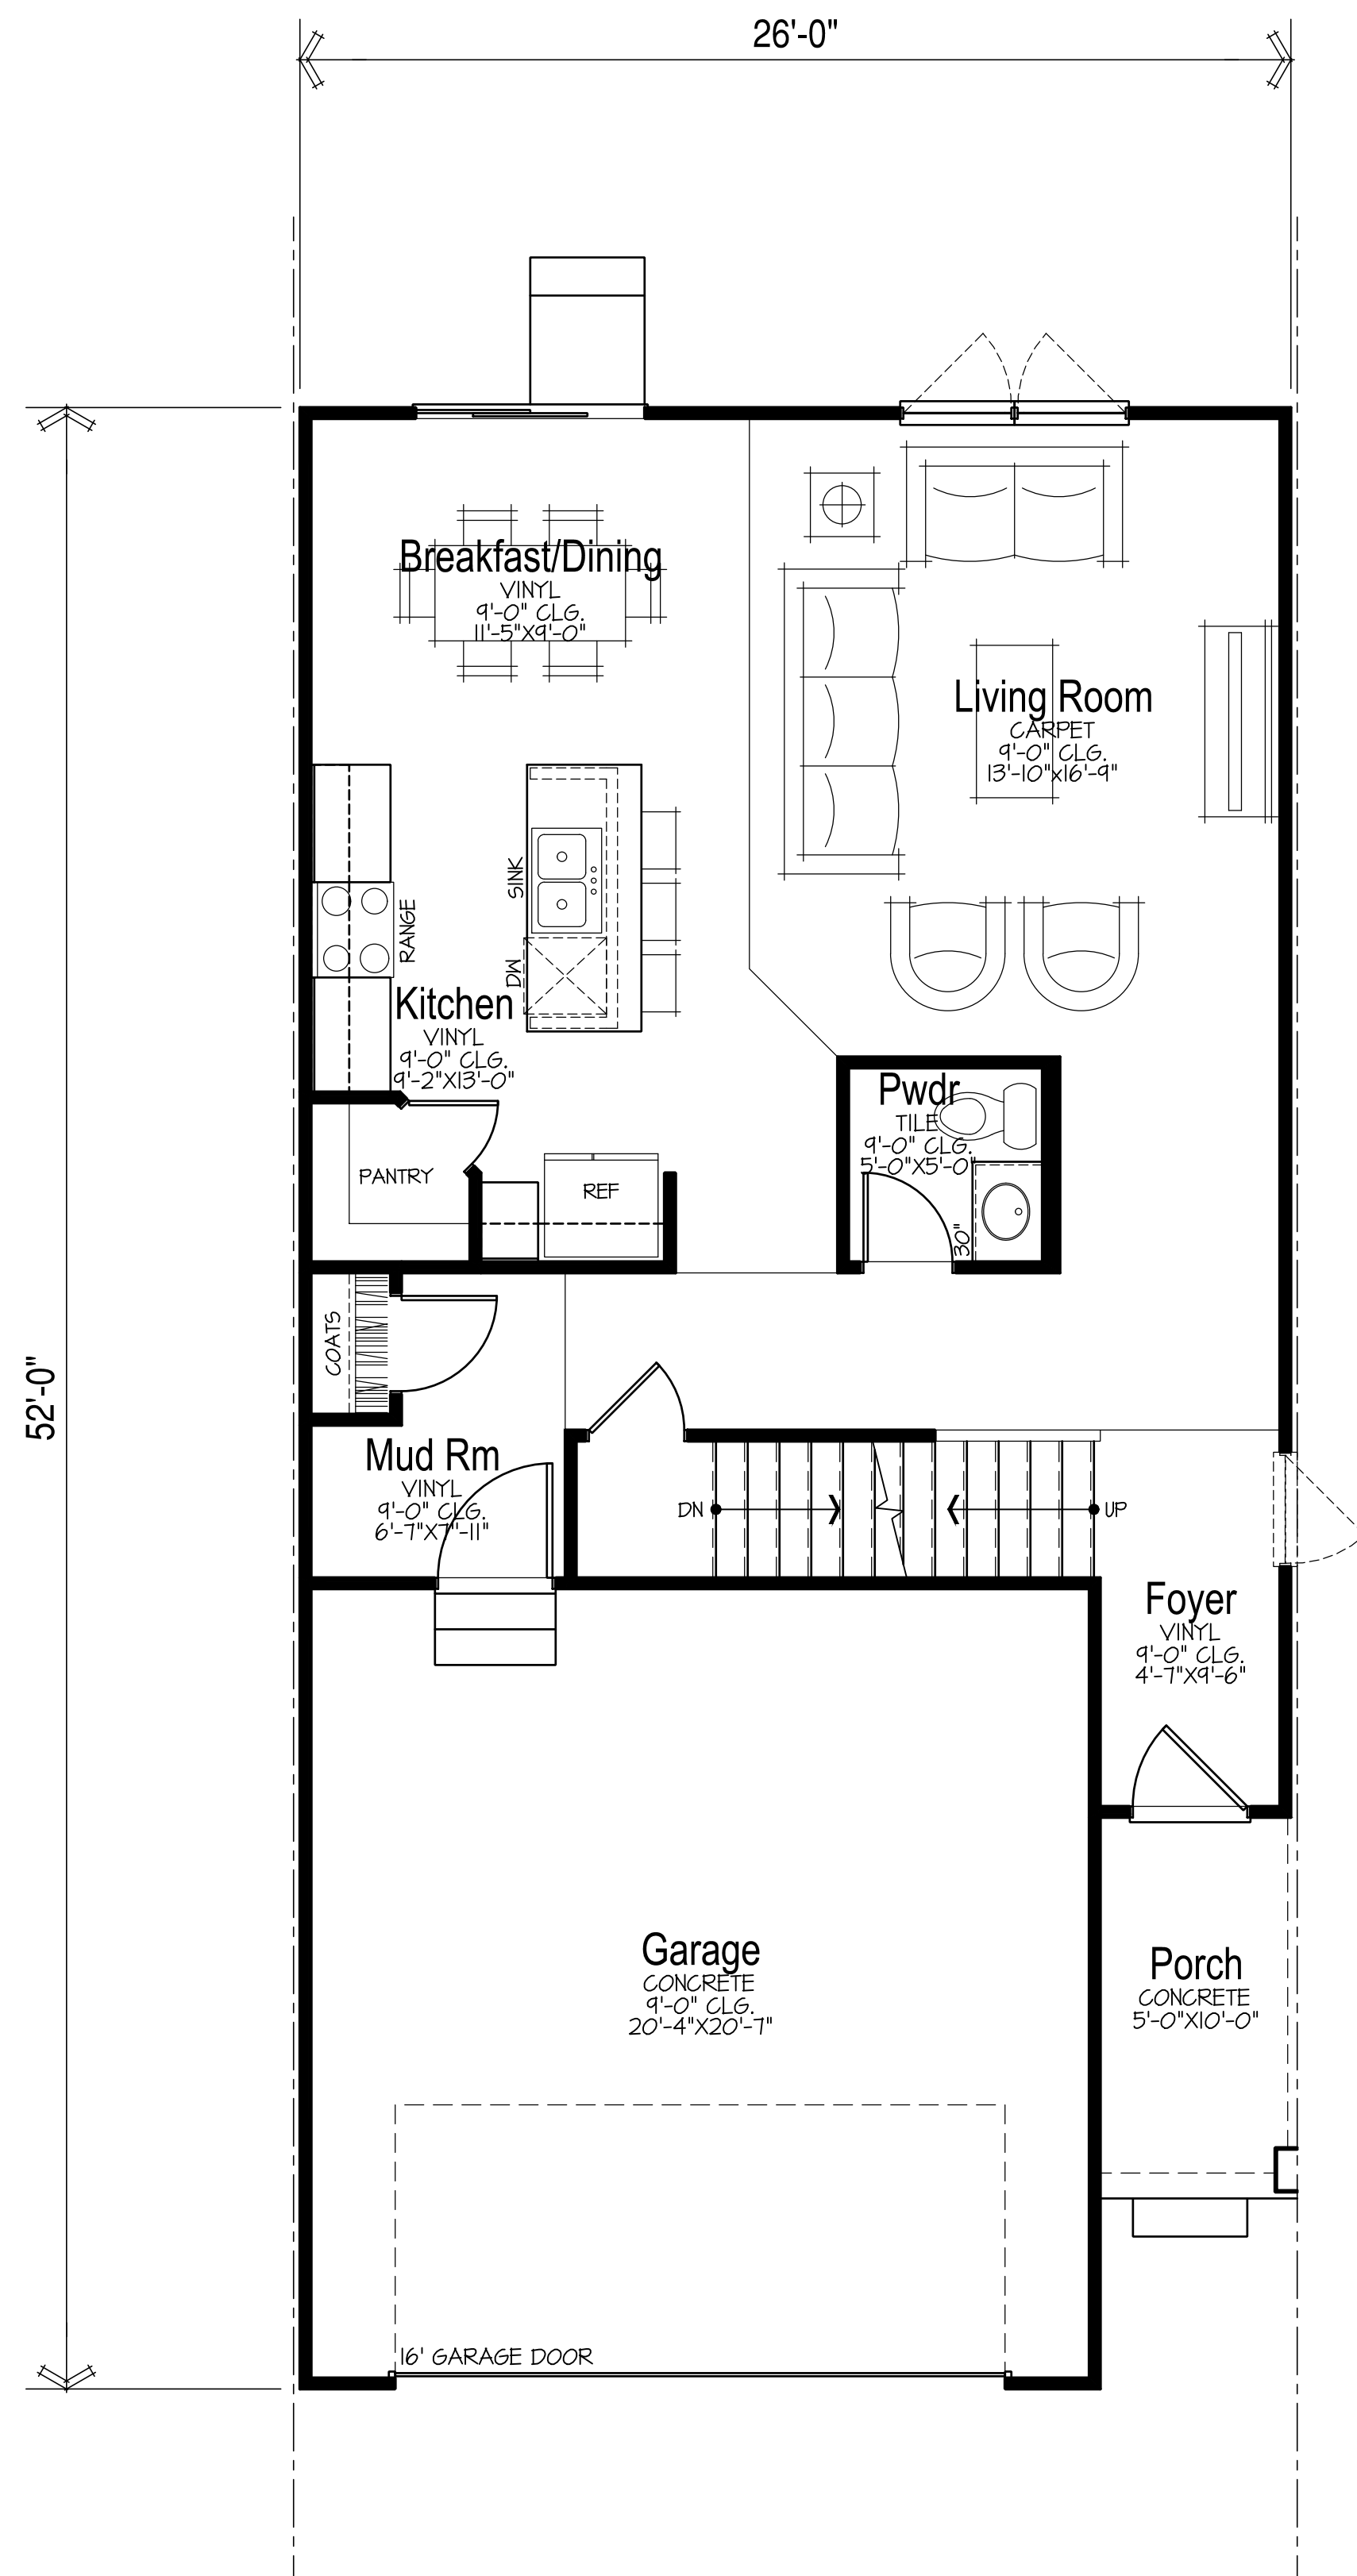 26'-0"
52'-0"
Breakfast/Dining
VINYL
9'-0" CLG.
11'-5"X9'-0"
Living Room
CARPET
9'-0" CLG.
13'-10"x16'-9"
SINK
RANGE
DW
Kitchen
VINYL
9'-0" CLG.
9'-2"X13'-0"
Pwdr
TILE
9'-0" CLG.
5'-0"X5'-0"
PANTRY
REF
30"
COATS
Mud Rm
VINYL
9'-0" CLG.
6'-7"X7'-11"
DN
UP
Foyer
VINYL
9'-0" CLG.
4'-7"X9'-6"
Garage
CONCRETE
9'-0" CLG.
20'-4"X20'-7"
Porch
CONCRETE
5'-0"X10'-0"
16' GARAGE DOOR